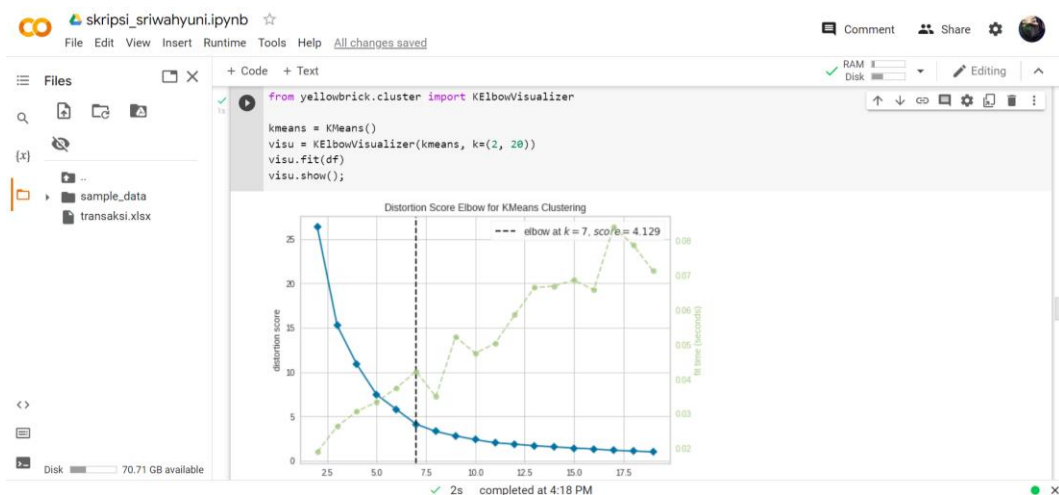 skripsi_sriwahyuni.ipynb
File Edit View Insert Runtime Tools Help All changes saved
Comment Share
Files
+ Code + Text
RAM
Disk
Editing
{x}
..
sample_data
transaksi.xlsx
1s
from yellowbrick.cluster import KElbowVisualizer
kmeans = KMeans()
visu = KElbowVisualizer(kmeans, k=(2, 20))
visu.fit(df)
visu.show();
Distortion Score Elbow for KMeans Clustering
elbow at k = 7, score = 4.129
distortion score
25
20
15
10
5
0
2.5 5.0 7.5 10.0 12.5 15.0 17.5
0.08
0.07
0.06
0.05
0.04
0.03
0.02
fit time (seconds)
Disk 70.71 GB available
2s completed at 4:18 PM